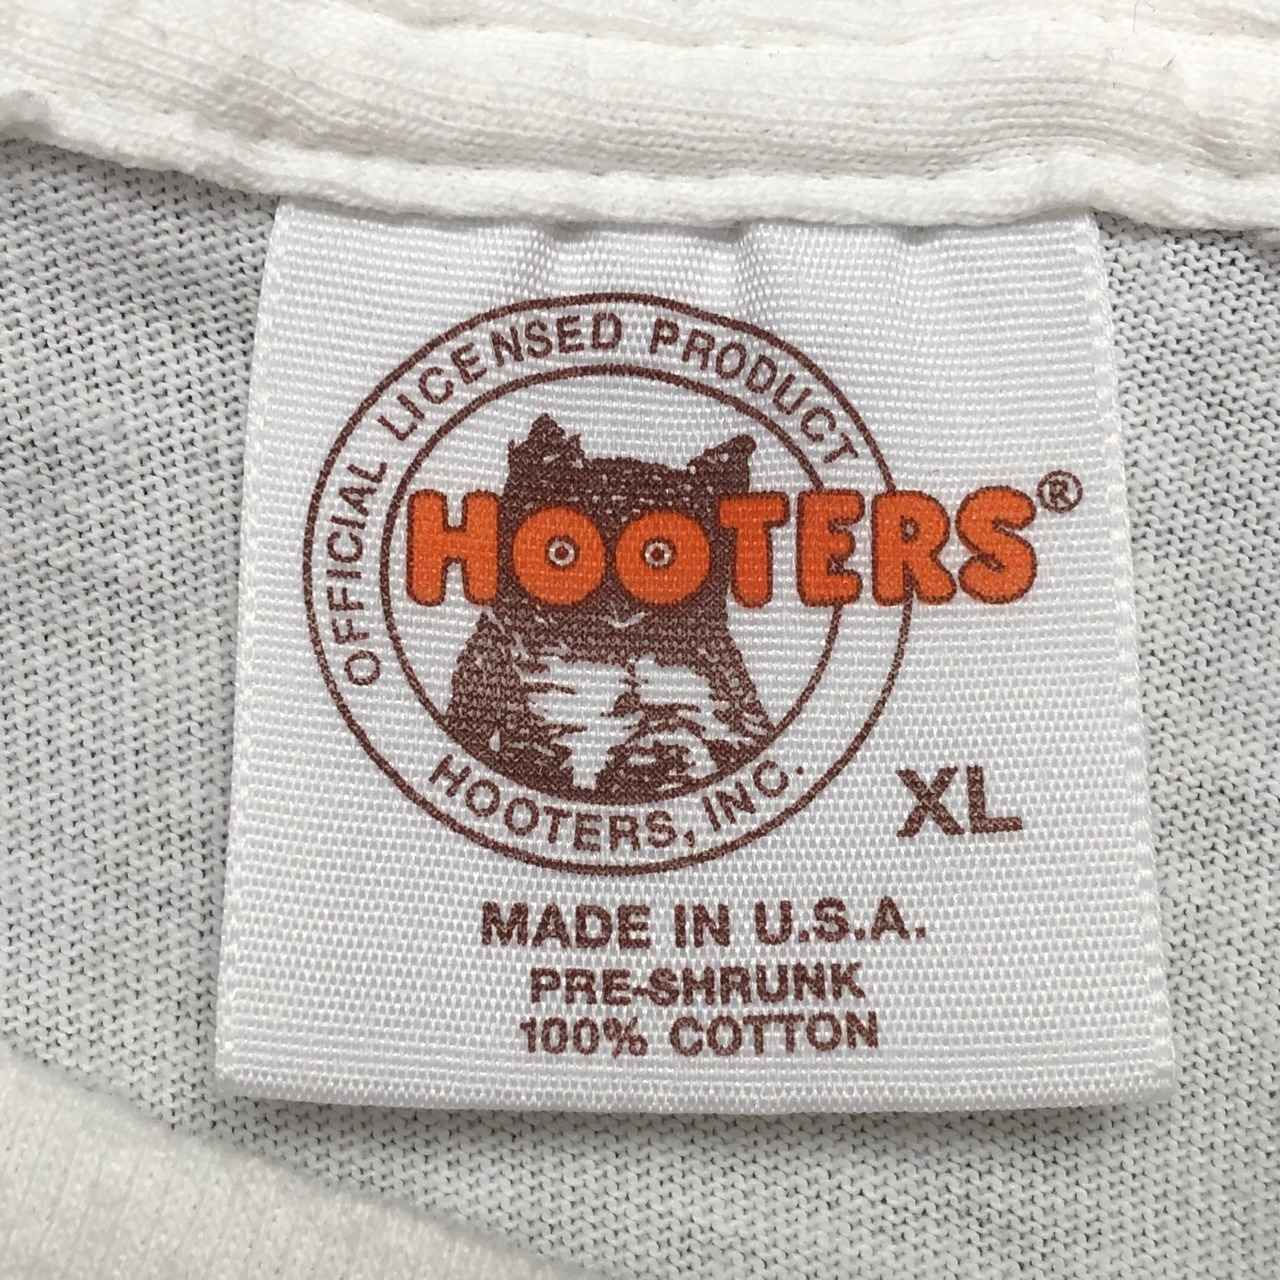 OFFICIAL LICENSED PRODUCT
HOOTERS®
HOOTERS, INC.
XL
MADE IN U.S.A.
PRE-SHRUNK
100% COTTON